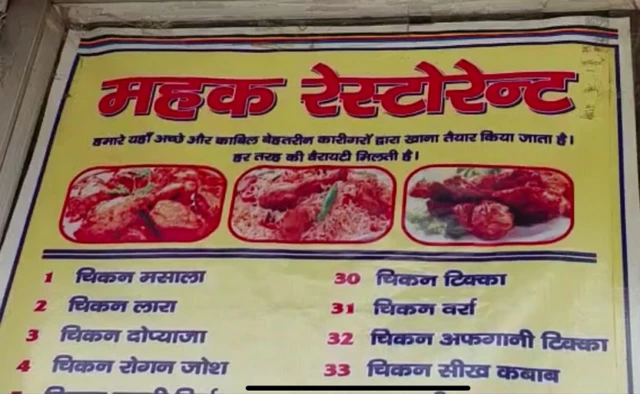 महक रेस्टोरेन्ट
हमारे यहाँ अच्छे और काबिल बेहतरीन कारीगरों द्वारा खाना तैयार किया जाता है।
हर तरह की वैरायटी मिलती है।
1 चिकन मसाला
2 चिकन लारा
3 चिकन दोप्याजा
4 चिकन रोगन जोश
30 चिकन टिक्का
31 चिकन वर्रा
32 चिकन अफगानी टिक्का
33 चिकन सीख कबाब